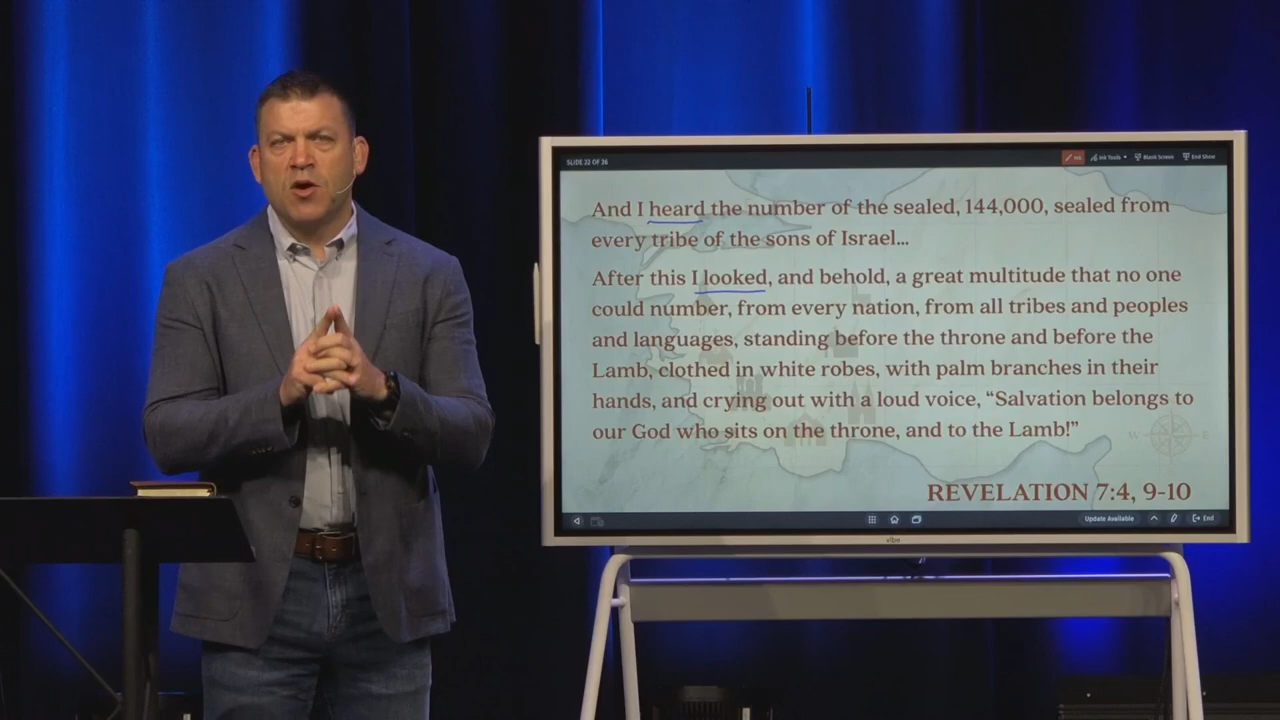 SLIDE 22 OF 26
Ink
Ink Tools
Blank Screen
End Show
And I heard the number of the sealed, 144,000, sealed from
every tribe of the sons of Israel...
After this I looked, and behold, a great multitude that no one
could number, from every nation, from all tribes and peoples
and languages, standing before the throne and before the
Lamb, clothed in white robes, with palm branches in their
hands, and crying out with a loud voice, “Salvation belongs to
our God who sits on the throne, and to the Lamb!”
W E
REVELATION 7:4, 9-10
Update Available
End
vibe